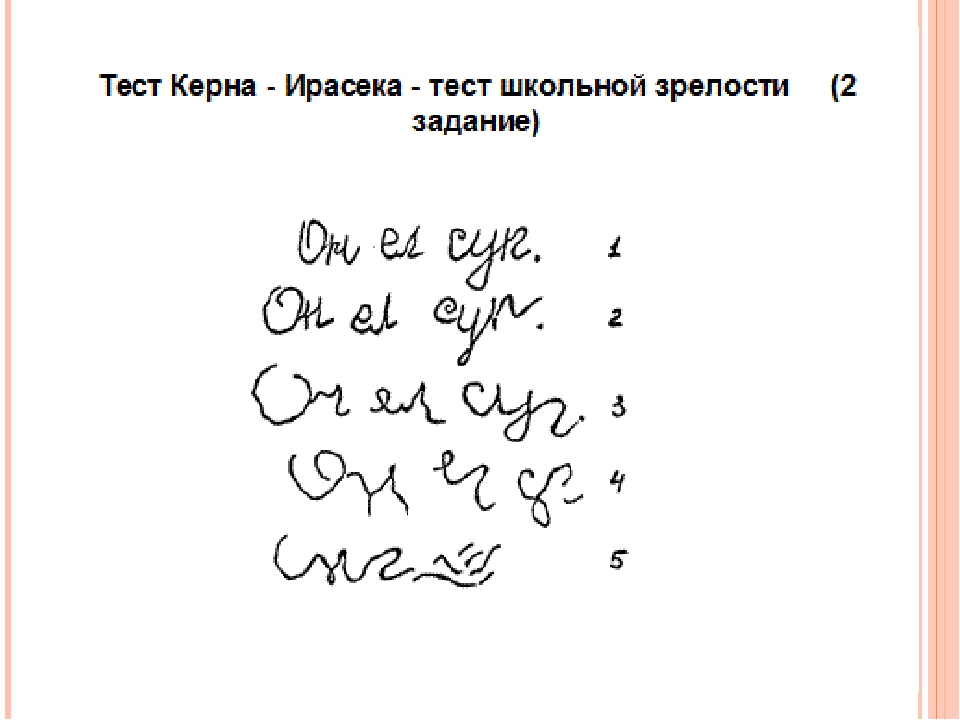 Тест Керна - Ирасека - тест школьной зрелости (2
задание)
Он ел суп. 1
Он ел суп. 2
3
4
5